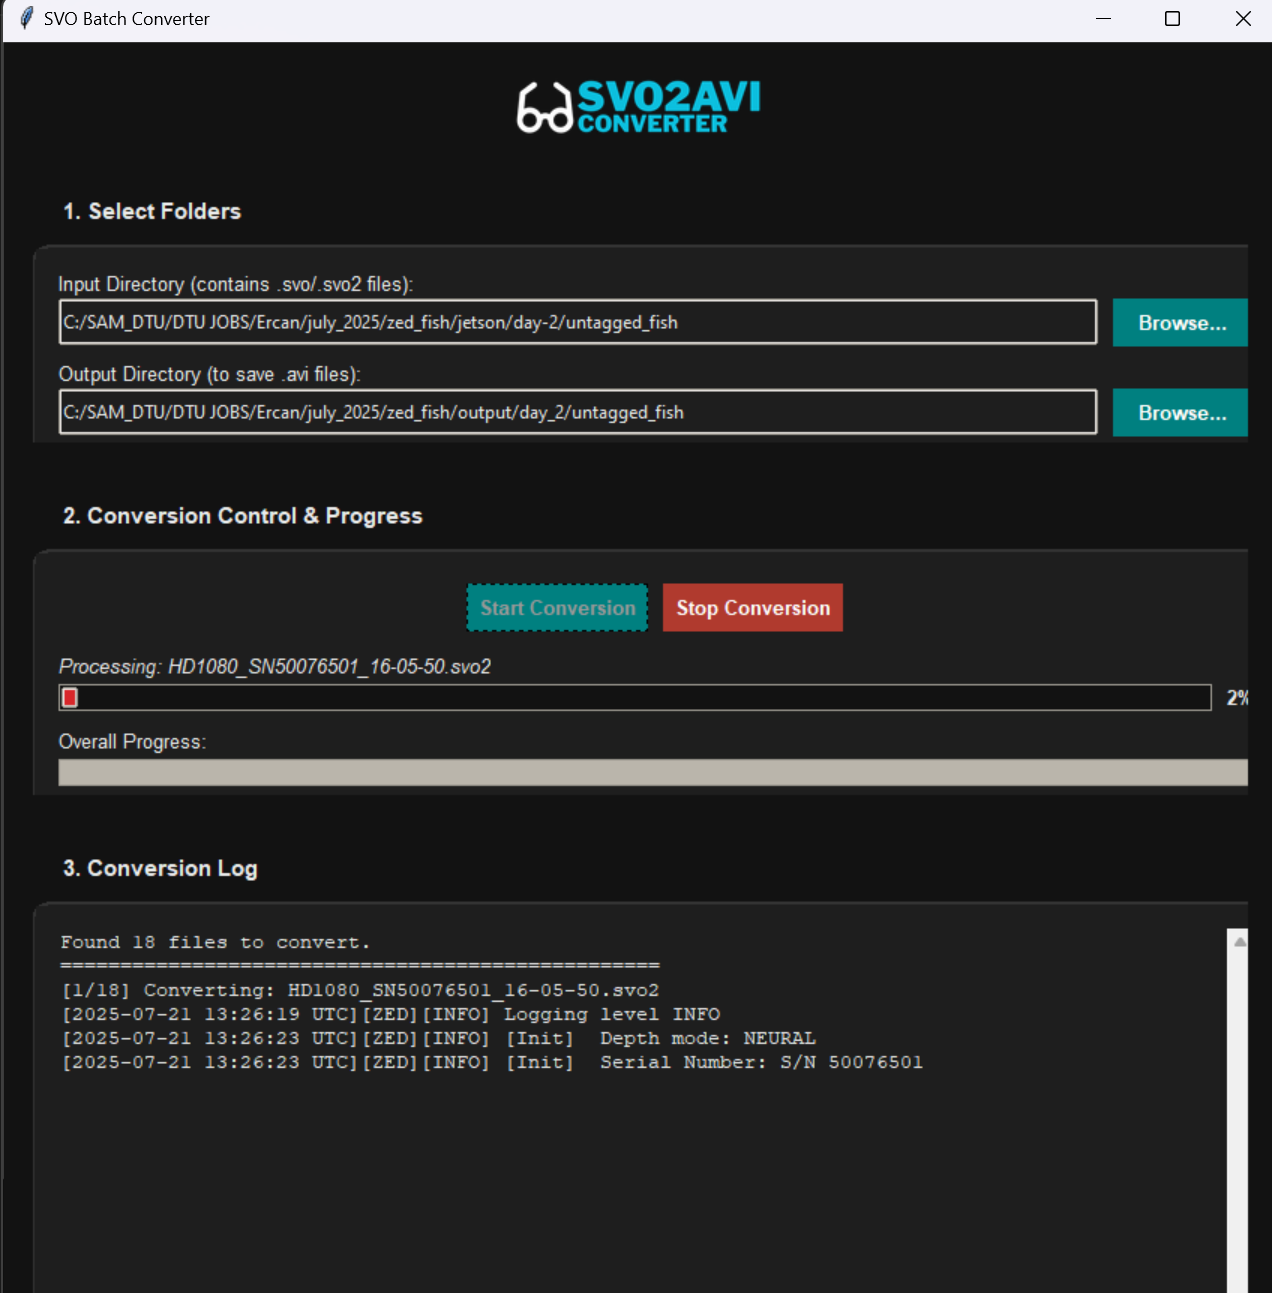 SVO Batch Converter
SVO2AVI
CONVERTER
1. Select Folders
Input Directory (contains .svo/.svo2 files):
C:/SAM_DTU/DTU JOBS/Ercan/july_2025/zed_fish/jetson/day-2/untagged_fish
Browse...
Output Directory (to save .avi files):
C:/SAM_DTU/DTU JOBS/Ercan/july_2025/zed_fish/output/day_2/untagged_fish
Browse...
2. Conversion Control & Progress
Start Conversion
Stop Conversion
Processing: HD1080_SN50076501_16-05-50.svo2
2%
Overall Progress:
3. Conversion Log
Found 18 files to convert.
==================================================
[1/18] Converting: HD1080_SN50076501_16-05-50.svo2
[2025-07-21 13:26:19 UTC][ZED][INFO] Logging level INFO
[2025-07-21 13:26:23 UTC][ZED][INFO] [Init]  Depth mode: NEURAL
[2025-07-21 13:26:23 UTC][ZED][INFO] [Init]  Serial Number: S/N 50076501